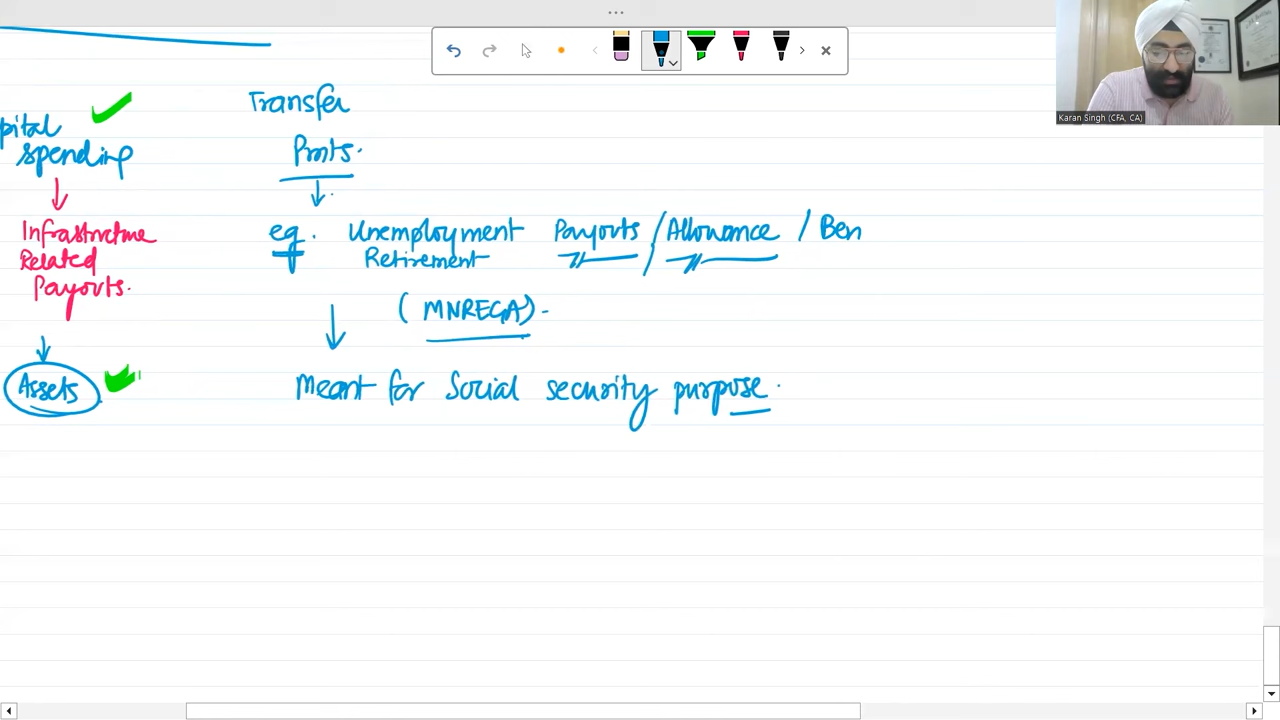 Karan Singh (CFA, CA)
pital
spending
Infrastructure
Related
Payouts.
Assets
Transfer
Pmts.
eg. Unemployment Payouts / Allowance / Ben
Retirement
(MNREGA).
Meant for Social security purpose.